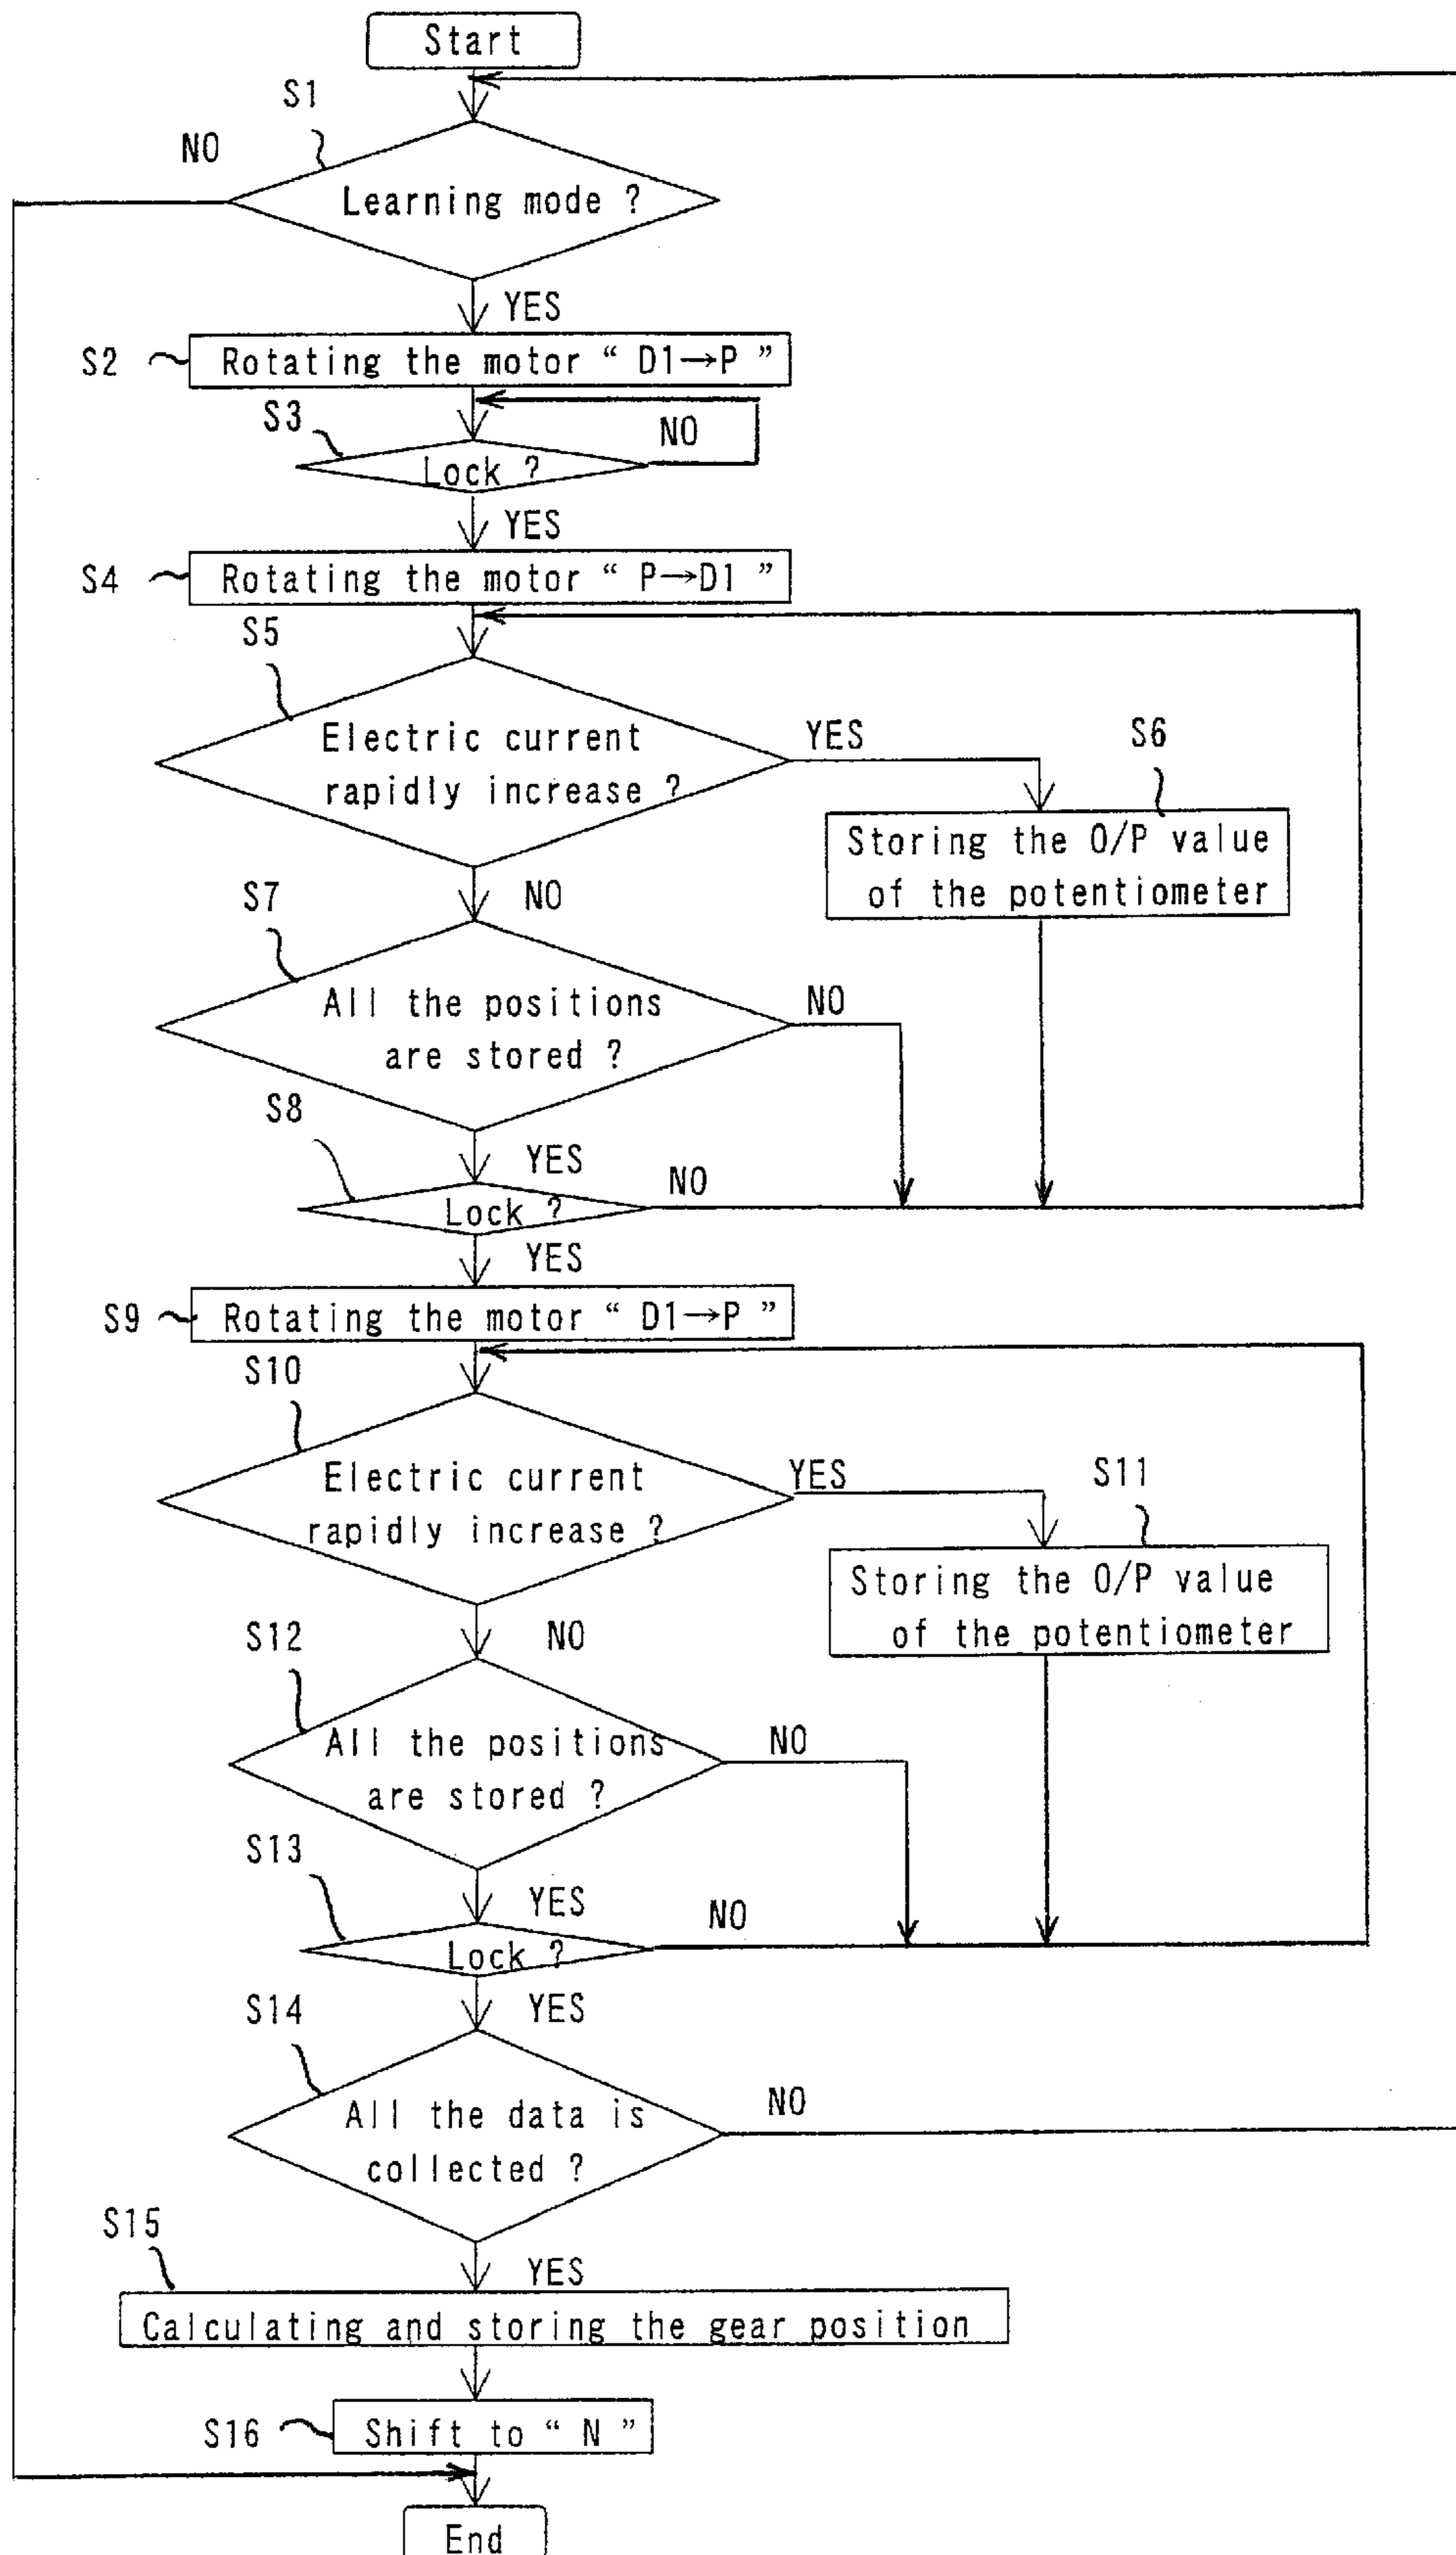 Start
S1
NO
Learning mode ?
YES
S2
Rotating the motor “ D1→P ”
S3
NO
Lock ?
YES
S4
Rotating the motor “ P→D1 ”
S5
Electric current
rapidly increase ?
YES
S6
Storing the O/P value
of the potentiometer
NO
S7
All the positions
are stored ?
NO
S8
YES
Lock ?
NO
YES
S9
Rotating the motor “ D1→P ”
S10
Electric current
rapidly increase ?
YES
S11
Storing the O/P value
of the potentiometer
NO
S12
All the positions
are stored ?
NO
S13
YES
Lock ?
NO
YES
S14
All the data is
collected ?
NO
S15
YES
Calculating and storing the gear position
S16
Shift to “ N ”
End